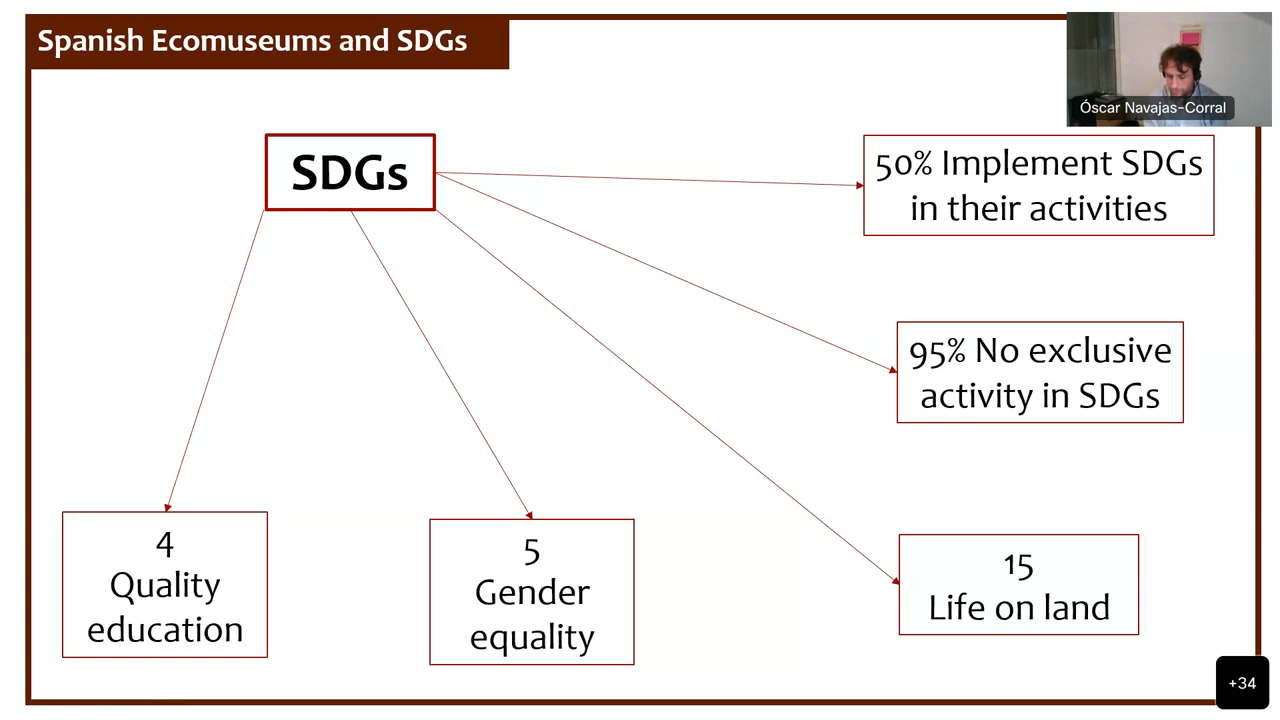 Spanish Ecomuseums and SDGs
Óscar Navajas-Corral
SDGs
50% Implement SDGs
in their activities
95% No exclusive
activity in SDGs
4
Quality
education
5
Gender
equality
15
Life on land
+34